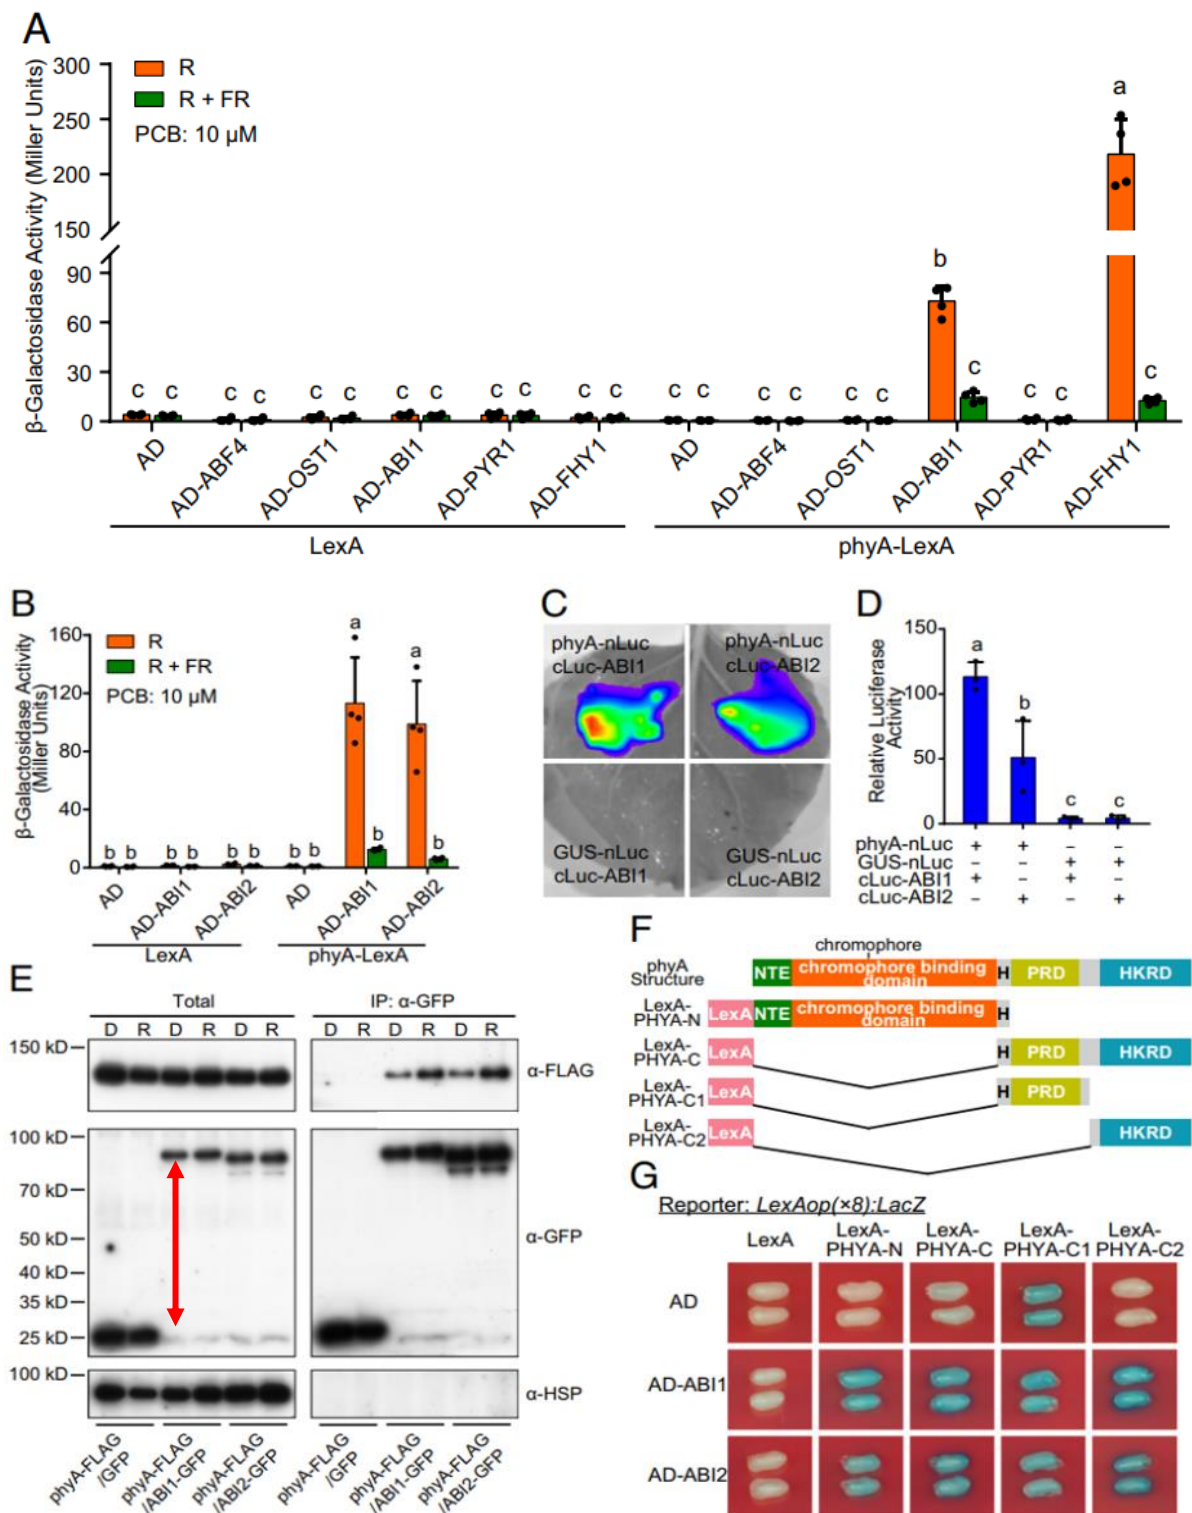 A
β-Galactosidase Activity (Miller Units)
300
250
200
150
90
60
30
0
R
R + FR
PCB: 10 µM
c c c c c c c c c c c c c c c c c c b c c c a c
AD
AD-ABF4
AD-OST1
AD-ABI1
AD-PYR1
AD-FHY1
AD
AD-ABF4
AD-OST1
AD-ABI1
AD-PYR1
AD-FHY1
LexA
phyA-LexA
B
β-Galactosidase Activity
(Miller Units)
160
120
80
40
0
R
R + FR
PCB: 10 µM
b b b b b b b b a b a b
AD
AD-ABI1
AD-ABI2
AD
AD-ABI1
AD-ABI2
LexA
phyA-LexA
C
phyA-nLuc
cLuc-ABI1
phyA-nLuc
cLuc-ABI2
GUS-nLuc
cLuc-ABI1
GUS-nLuc
cLuc-ABI2
D
Relative Luciferase
Activity
150
100
50
0
a b c c
phyA-nLuc + + − −
GUS-nLuc − − + +
cLuc-ABI1 + − + −
cLuc-ABI2 − + − +
E
Total
IP: α-GFP
D R D R D R
D R D R D R
150 kD
α-FLAG
100 kD
70 kD
50 kD
40 kD
35 kD
25 kD
α-GFP
100 kD
α-HSP
phyA-FLAG
/GFP
phyA-FLAG
/ABI1-GFP
phyA-FLAG
/ABI2-GFP
phyA-FLAG
/GFP
phyA-FLAG
/ABI1-GFP
phyA-FLAG
/ABI2-GFP
F
chromophore
phyA
Structure
NTE chromophore binding
domain
H PRD HKRD
LexA-
PHYA-N
LexA NTE chromophore binding
domain
H
LexA-
PHYA-C
LexA H PRD HKRD
LexA-
PHYA-C1
LexA H PRD
LexA-
PHYA-C2
LexA HKRD
G
Reporter: LexAop(×8):LacZ
LexA
LexA-
PHYA-N
LexA-
PHYA-C
LexA-
PHYA-C1
LexA-
PHYA-C2
AD
AD-ABI1
AD-ABI2